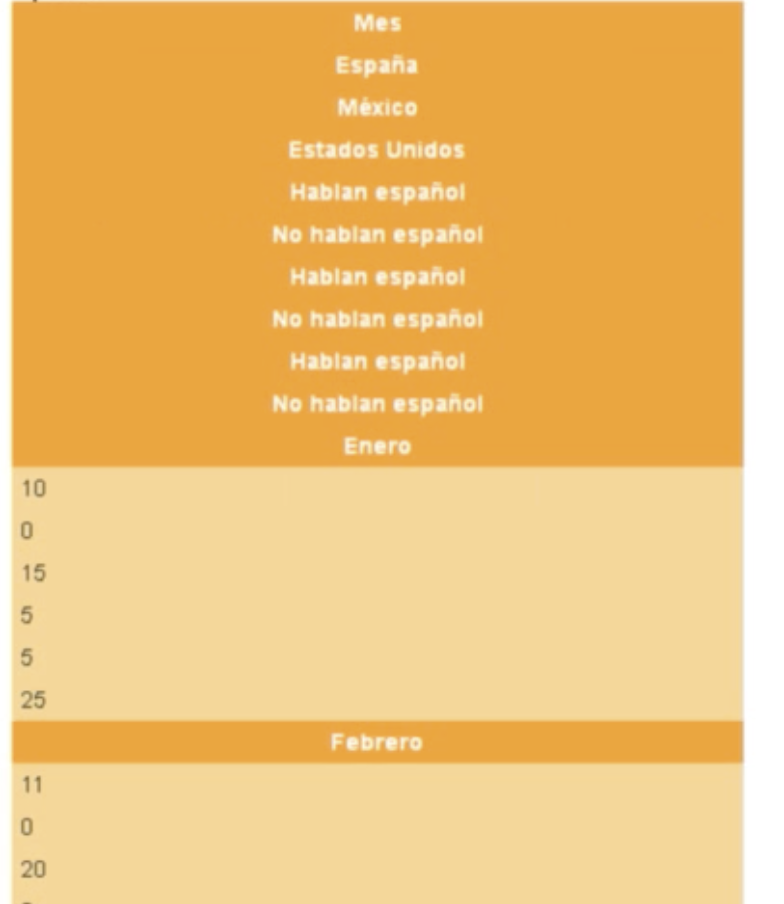 Mes
España
México
Estados Unidos
Hablan español
No hablan español
Hablan español
No hablan español
Hablan español
No hablan español
Enero
10
0
15
5
5
25
Febrero
11
0
20